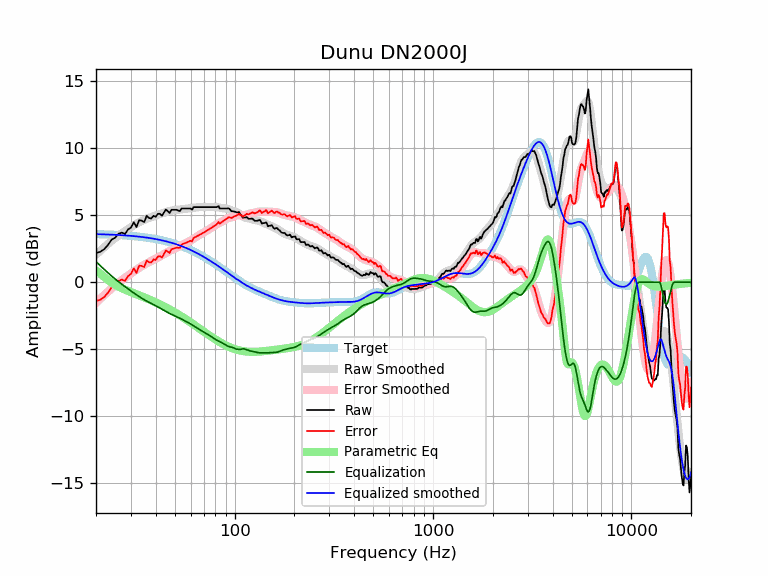 Dunu DN2000J
15
10
5
0
−5
−10
−15
Amplitude (dBr)
Target
Raw Smoothed
Error Smoothed
Raw
Error
Parametric Eq
Equalization
Equalized smoothed
100
1000
10000
Frequency (Hz)